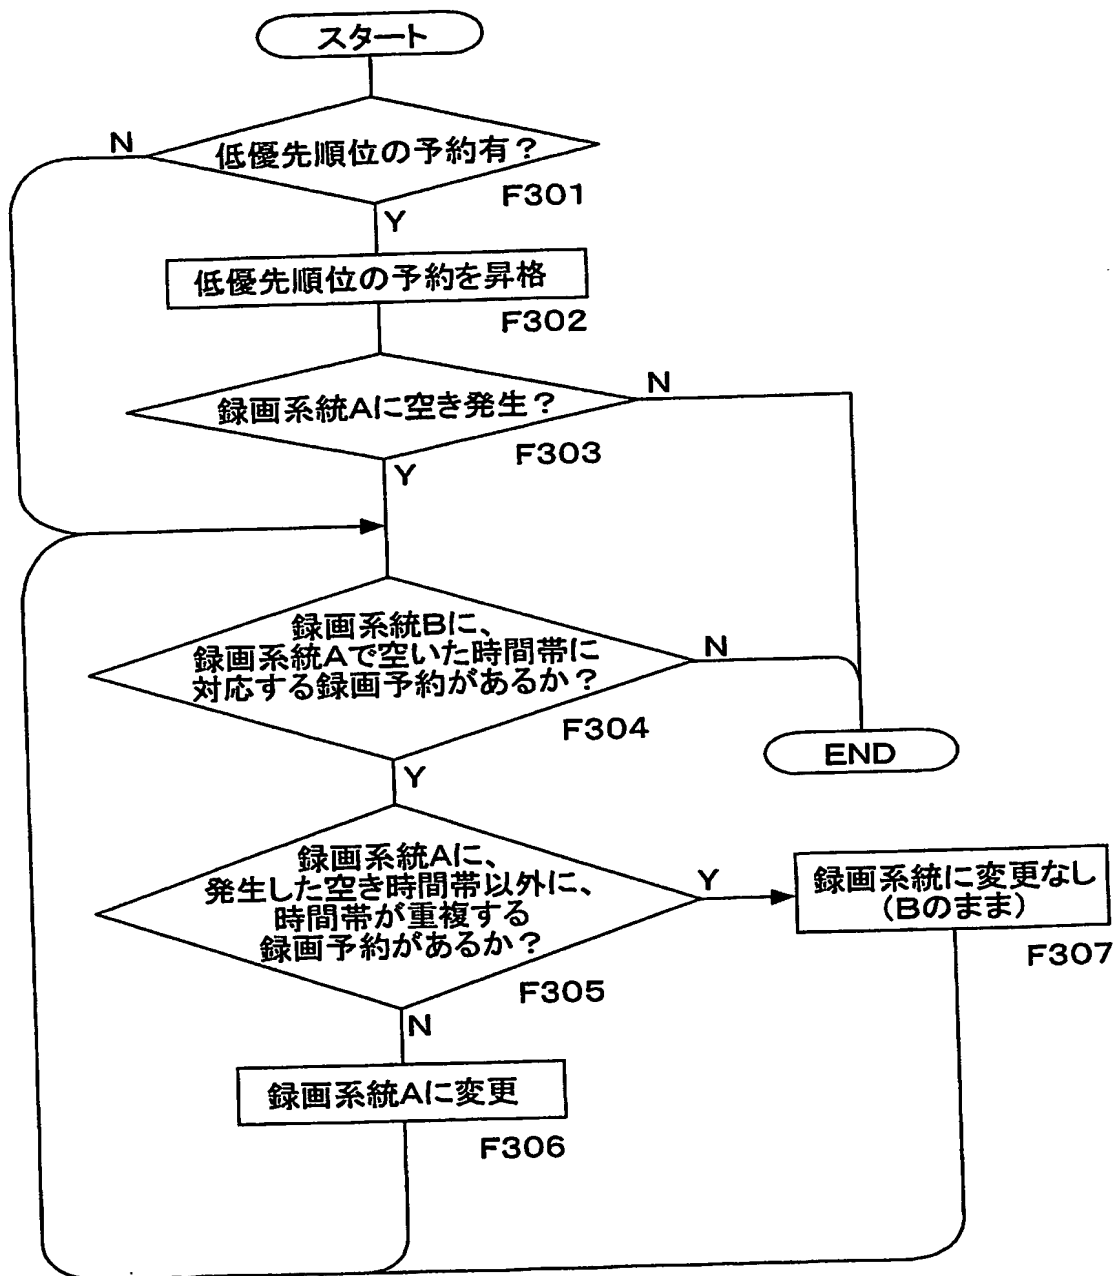 スタート
N
低優先順位の予約有？
F301
Y
低優先順位の予約を昇格
F302
N
録画系統Aに空き発生？
F303
Y
録画系統Bに、
録画系統Aで空いた時間帯に
対応する録画予約があるか？
N
F304
END
Y
録画系統Aに、
発生した空き時間帯以外に、
時間帯が重複する
録画予約があるか？
Y
録画系統に変更なし
（Bのまま）
F307
F305
N
録画系統Aに変更
F306